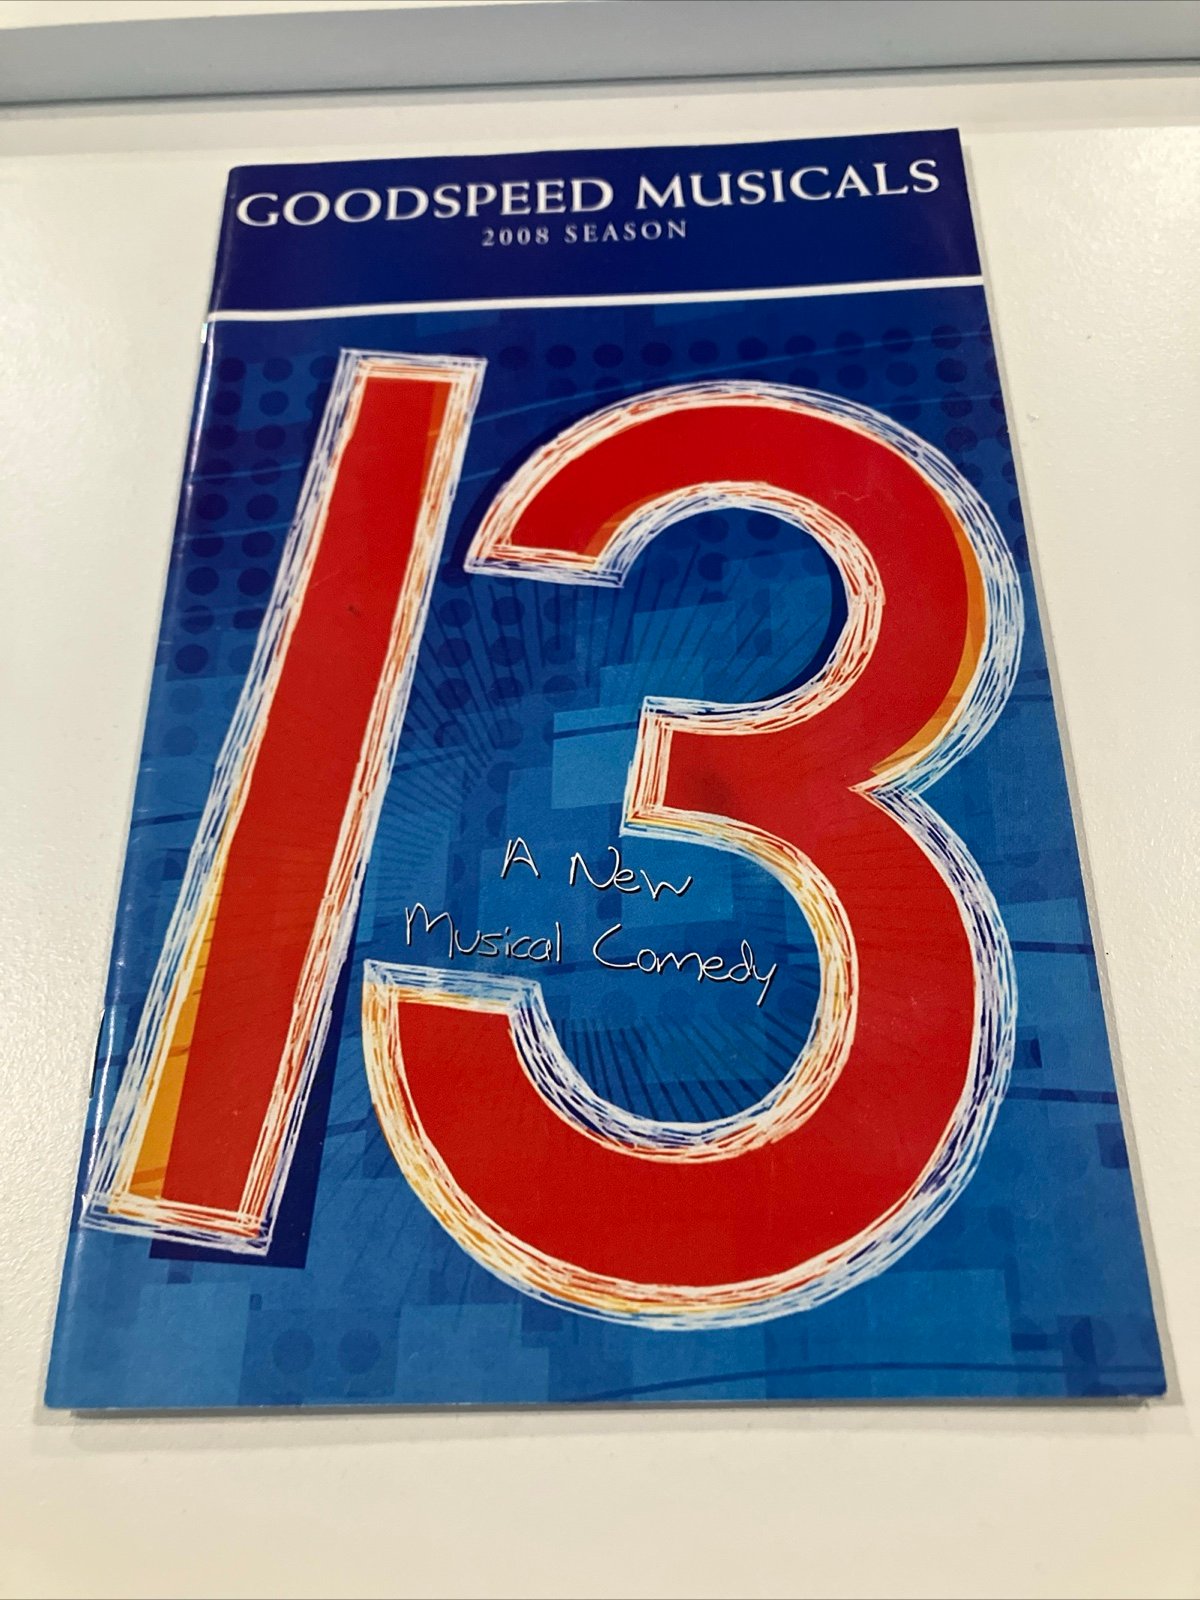 GOODSPEED MUSICALS
2008 SEASON
13
A New
Musical Comedy